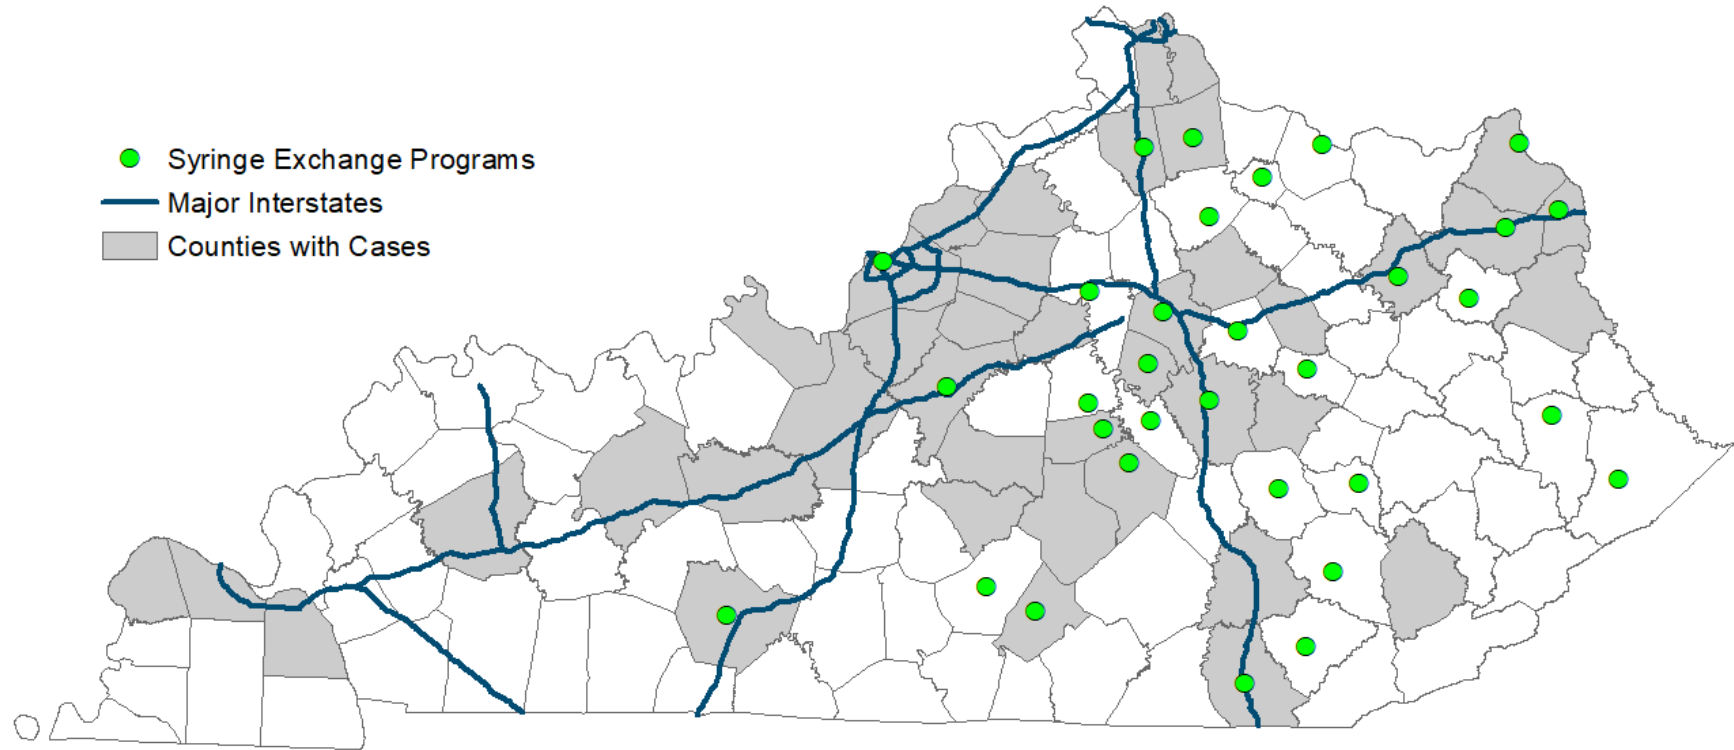 Syringe Exchange Programs
Major Interstates
Counties with Cases